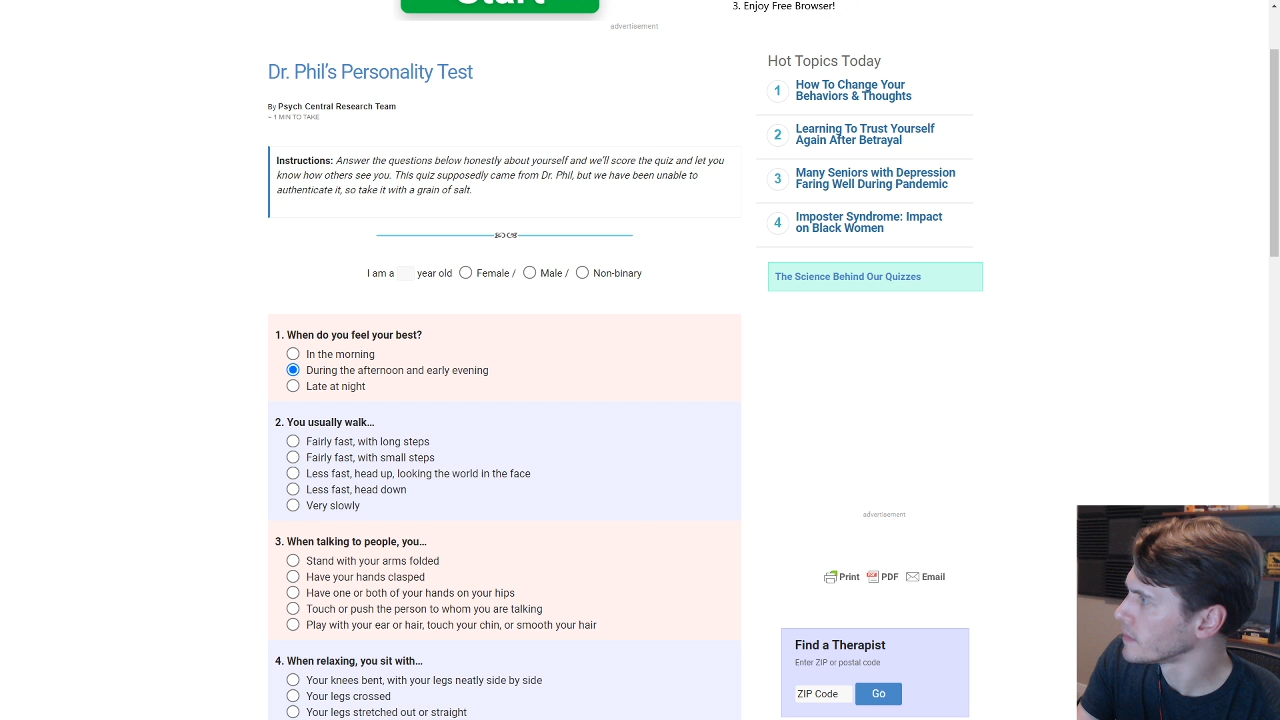 Start
3. Enjoy Free Browser!
advertisement
Dr. Phil's Personality Test
By Psych Central Research Team
~ 1 MIN TO TAKE
Instructions: Answer the questions below honestly about yourself and we'll score the quiz and let you
know how others see you. This quiz supposedly came from Dr. Phil, but we have been unable to
authenticate it, so take it with a grain of salt.
I am a year old Female / Male / Non-binary
1. When do you feel your best?
In the morning
During the afternoon and early evening
Late at night
2. You usually walk...
Fairly fast, with long steps
Fairly fast, with small steps
Less fast, head up, looking the world in the face
Less fast, head down
Very slowly
3. When talking to people, you...
Stand with your arms folded
Have your hands clasped
Have one or both of your hands on your hips
Touch or push the person to whom you are talking
Play with your ear or hair, touch your chin, or smooth your hair
4. When relaxing, you sit with...
Your knees bent, with your legs neatly side by side
Your legs crossed
Your legs stretched out or straight
Hot Topics Today
1 How To Change Your
Behaviors & Thoughts
2 Learning To Trust Yourself
Again After Betrayal
3 Many Seniors with Depression
Faring Well During Pandemic
4 Imposter Syndrome: Impact
on Black Women
The Science Behind Our Quizzes
advertisement
Print PDF Email
Find a Therapist
Enter ZIP or postal code
ZIP Code Go